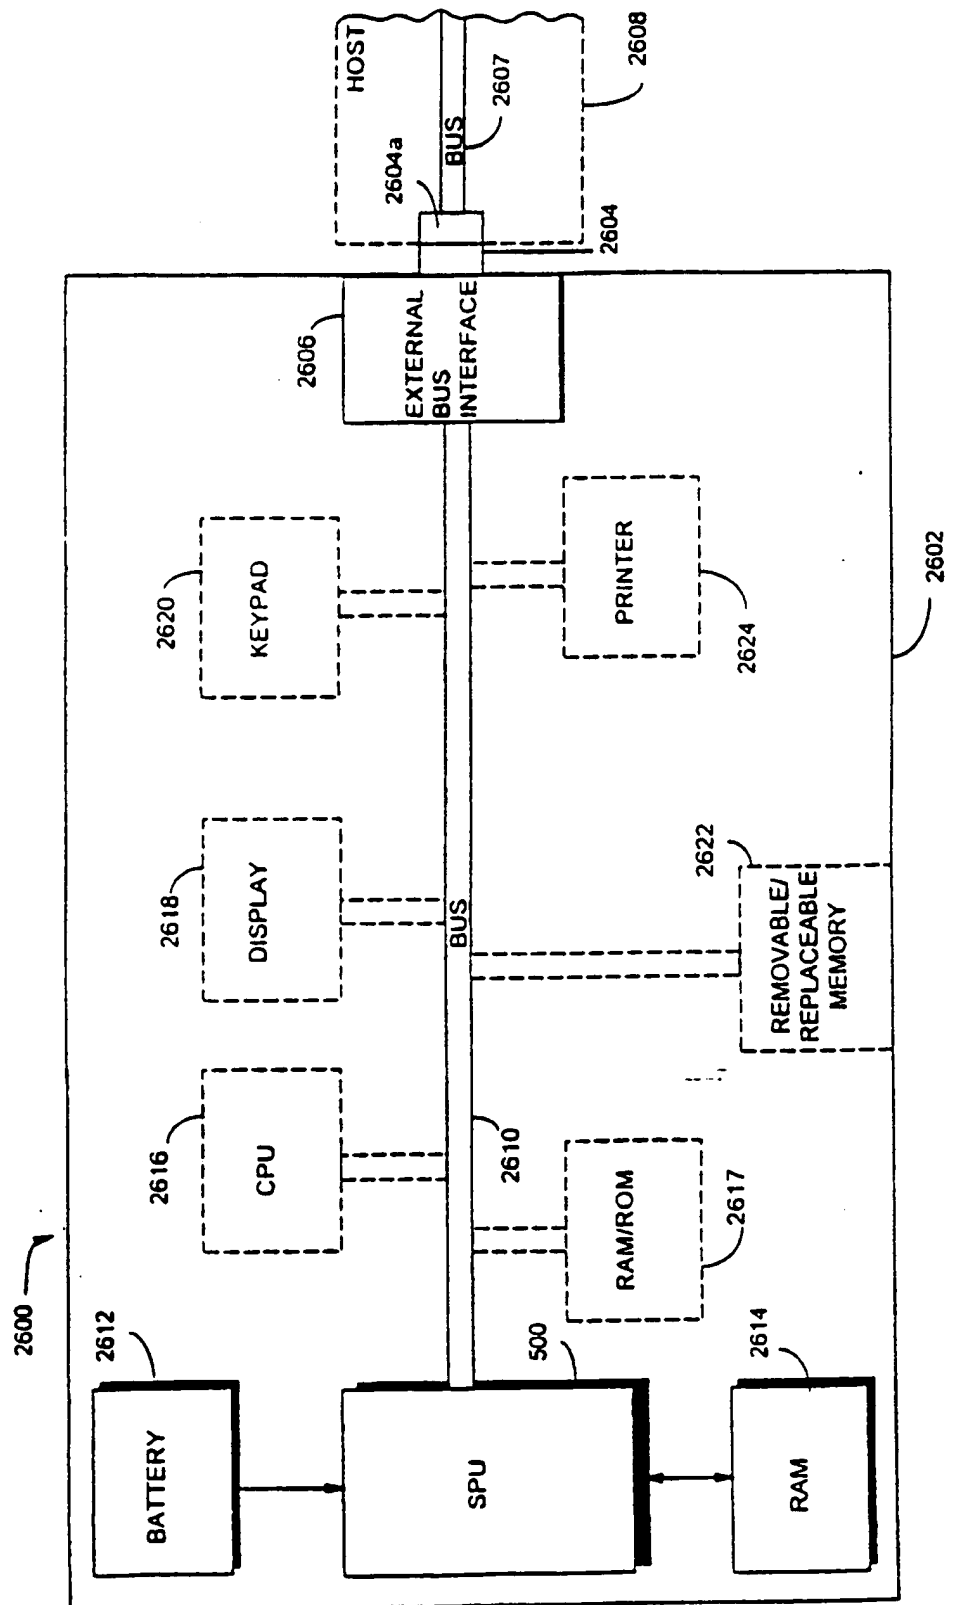 2600
2612
BATTERY
SPU
500
RAM
2614
2616
CPU
RAM/ROM
2617
2610
2618
DISPLAY
BUS
REMOVABLE/
REPLACEABLE
MEMORY
2622
2620
KEYPAD
PRINTER
2624
2602
2606
EXTERNAL
BUS
INTERFACE
2604
2604a
HOST
BUS
2607
2608